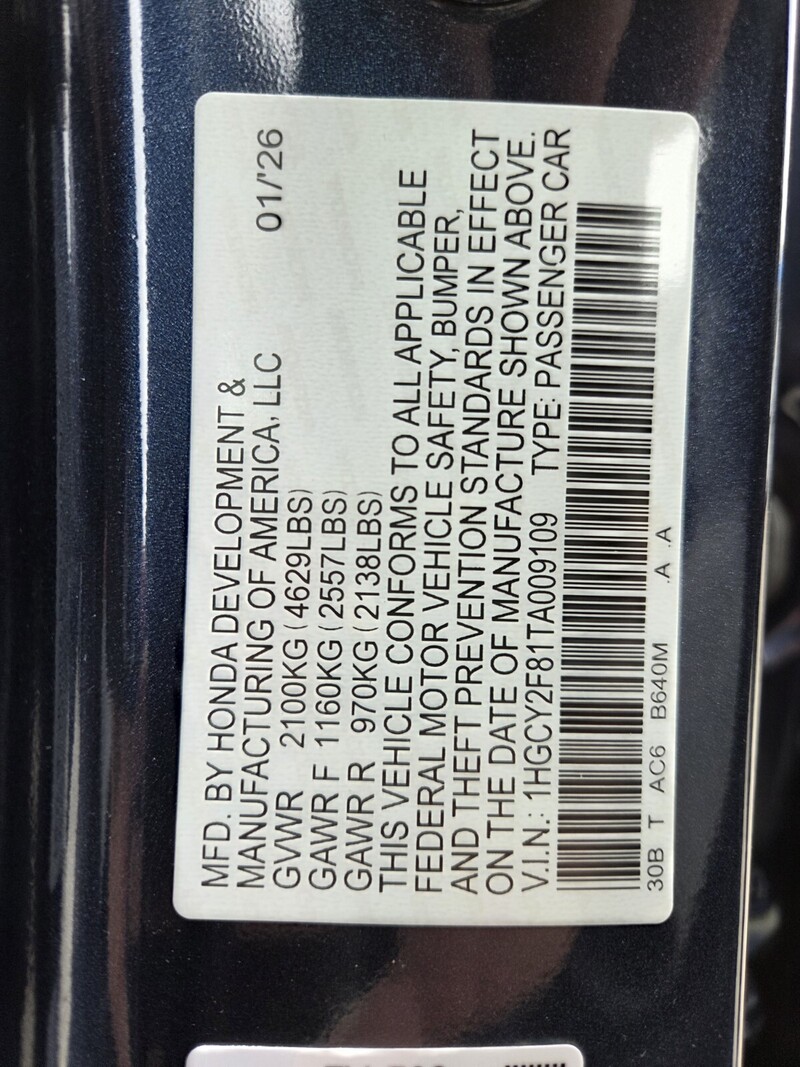 MFD. BY HONDA DEVELOPMENT &
MANUFACTURING OF AMERICA, LLC 01/'26
GVWR 2100KG (4629LBS)
GAWR F 1160KG (2557LBS)
GAWR R 970KG (2138LBS)
THIS VEHICLE CONFORMS TO ALL APPLICABLE
FEDERAL MOTOR VEHICLE SAFETY, BUMPER,
AND THEFT PREVENTION STANDARDS IN EFFECT
ON THE DATE OF MANUFACTURE SHOWN ABOVE.
V.I.N.: 1HGCY2F81TA009109 TYPE: PASSENGER CAR
30B T AC6 B640M .A .A